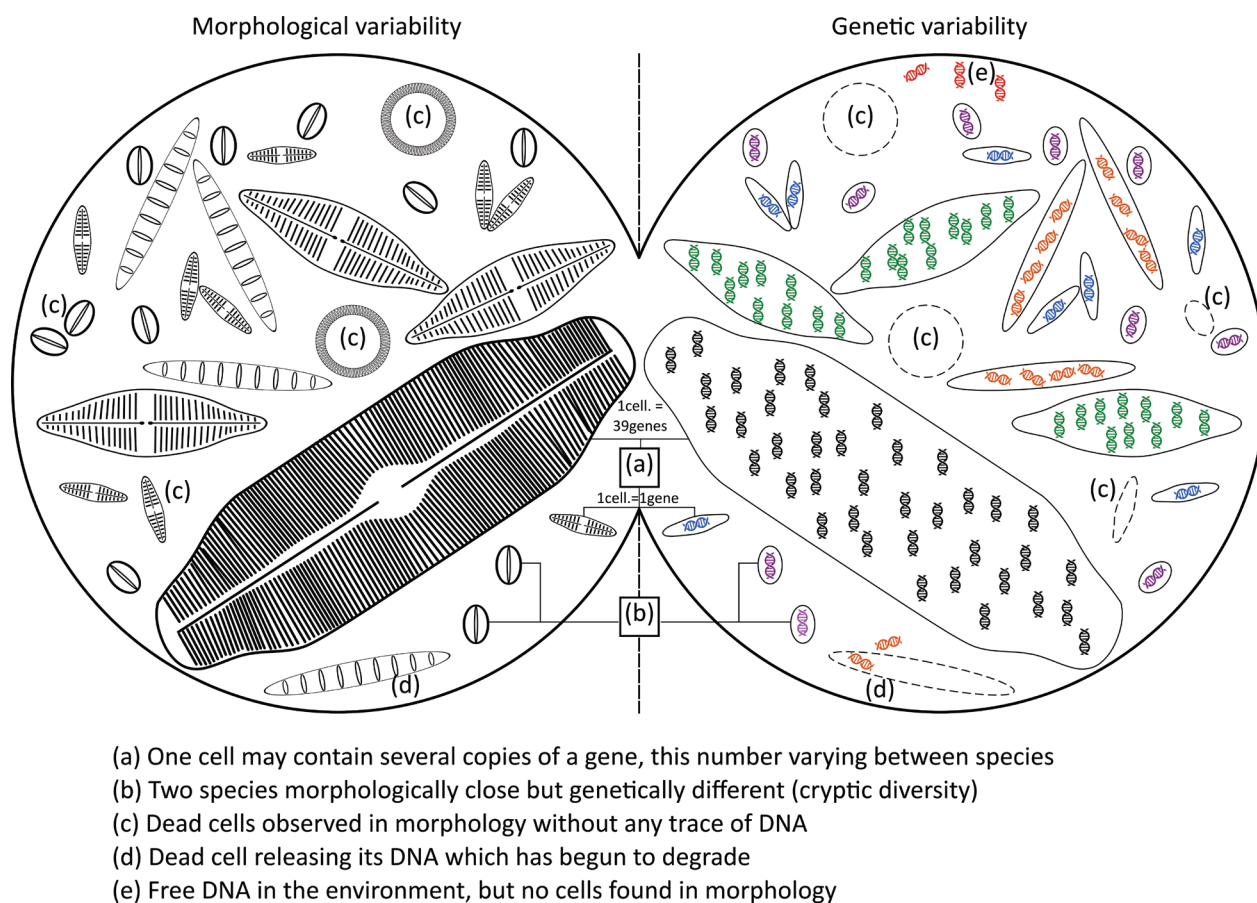 Morphological variability
Genetic variability
(e)
(c)
(c)
(c)
(c)
(c)
(c)
1cell. =
39genes
(a)
(c)
(c)
1cell.=1gene
(b)
(d)
(d)
(a) One cell may contain several copies of a gene, this number varying between species
(b) Two species morphologically close but genetically different (cryptic diversity)
(c) Dead cells observed in morphology without any trace of DNA
(d) Dead cell releasing its DNA which has begun to degrade
(e) Free DNA in the environment, but no cells found in morphology